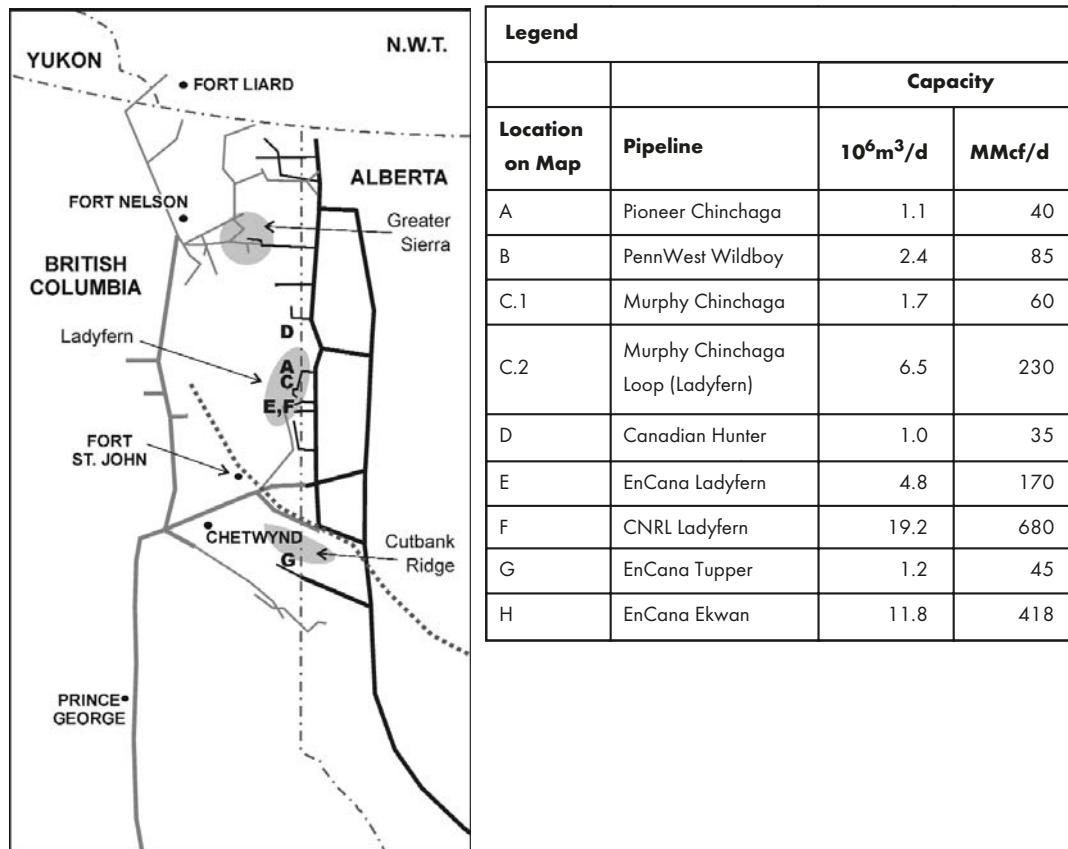 YUKON
N.W.T.
FORT LIARD
ALBERTA
FORT NELSON
Greater
Sierra
BRITISH
COLUMBIA
Ladyfern
D
A
C
E,F
FORT
ST. JOHN
CHETWYND
Cutbank
Ridge
G
PRINCE
GEORGE
Legend
Capacity
Location
on Map
Pipeline
10⁶m³/d
MMcf/d
A Pioneer Chinchaga 1.1 40
B PennWest Wildboy 2.4 85
C.1 Murphy Chinchaga 1.7 60
C.2 Murphy Chinchaga
Loop (Ladyfern) 6.5 230
D Canadian Hunter 1.0 35
E EnCana Ladyfern 4.8 170
F CNRL Ladyfern 19.2 680
G EnCana Tupper 1.2 45
H EnCana Ekwan 11.8 418